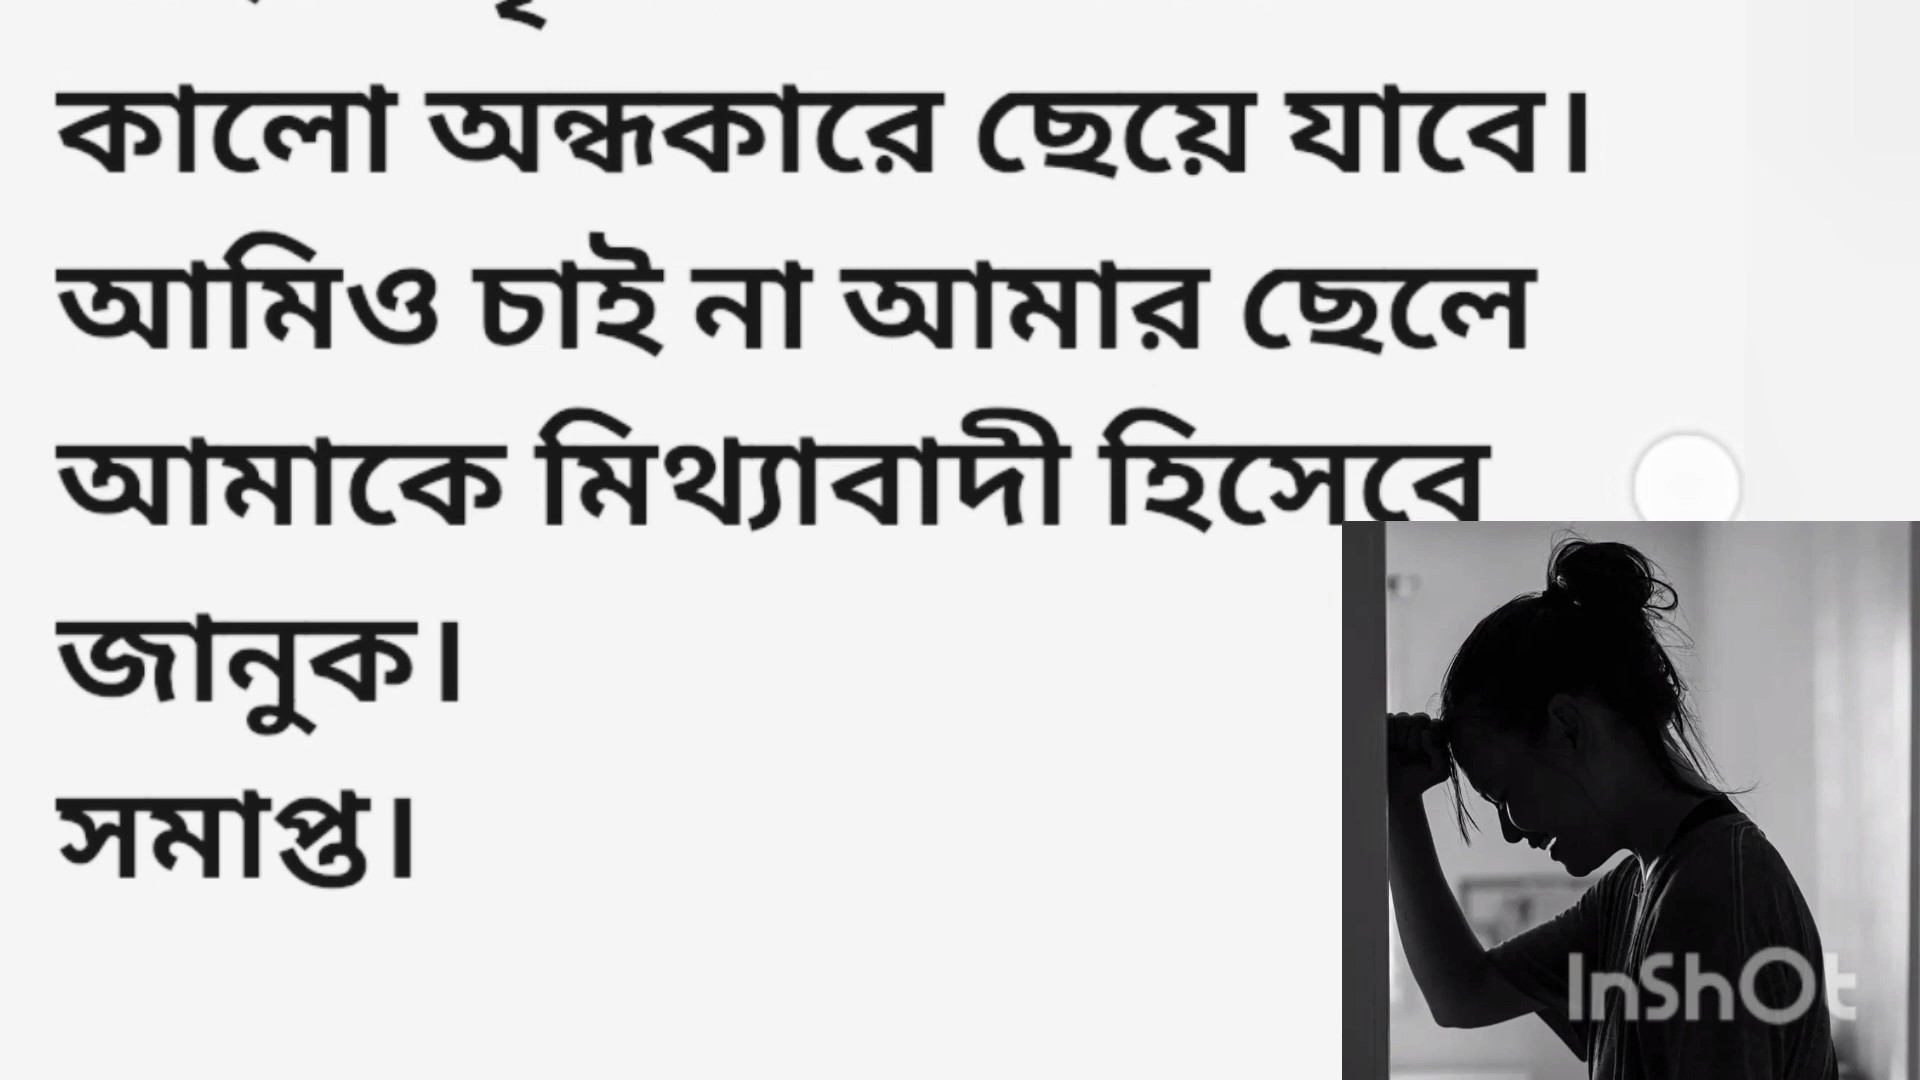 কালো অন্ধকারে ছেয়ে যাবে।
আমিও চাই না আমার ছেলে
আমাকে মিথ্যাবাদী হিসেবে
জানুক।
সমাপ্ত।
InShOt